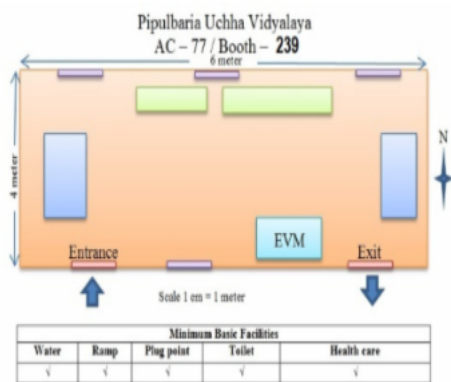 Pipulbaria Uchha Vidyalaya
AC – 77 / Booth – 239
6 meter
4 meter
N
EVM
Entrance
Exit
Scale 1 cm = 1 meter
Minimum Basic Facilities
Water Ramp Plug point Toilet Health care
√ √ √ √ √